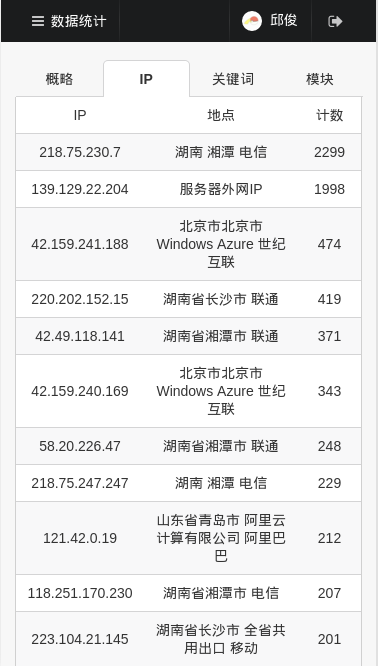 数据统计 邱俊
概略 IP 关键词 模块
IP 地点 计数
218.75.230.7 湖南 湘潭 电信 2299
139.129.22.204 服务器外网IP 1998
北京市北京市
42.159.241.188 Windows Azure 世纪 474
互联
220.202.152.15 湖南省长沙市 联通 419
42.49.118.141 湖南省湘潭市 联通 371
北京市北京市
42.159.240.169 Windows Azure 世纪 343
互联
58.20.226.47 湖南省湘潭市 联通 248
218.75.247.247 湖南 湘潭 电信 229
山东省青岛市 阿里云
121.42.0.19 计算有限公司 阿里巴 212
巴
118.251.170.230 湖南省湘潭市 电信 207
湖南省长沙市 全省共
223.104.21.145 用出口 移动 201